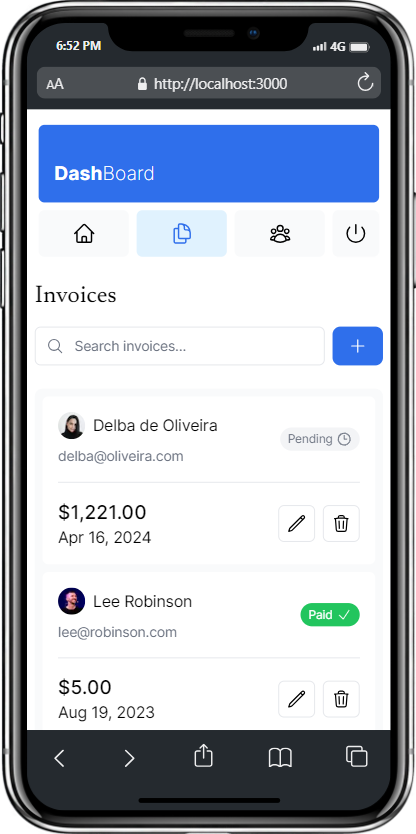 6:52 PM
4G
AA
http://localhost:3000
DashBoard
Invoices
Search invoices...
Delba de Oliveira
delba@oliveira.com
Pending
$1,221.00
Apr 16, 2024
Lee Robinson
lee@robinson.com
Paid
$5.00
Aug 19, 2023